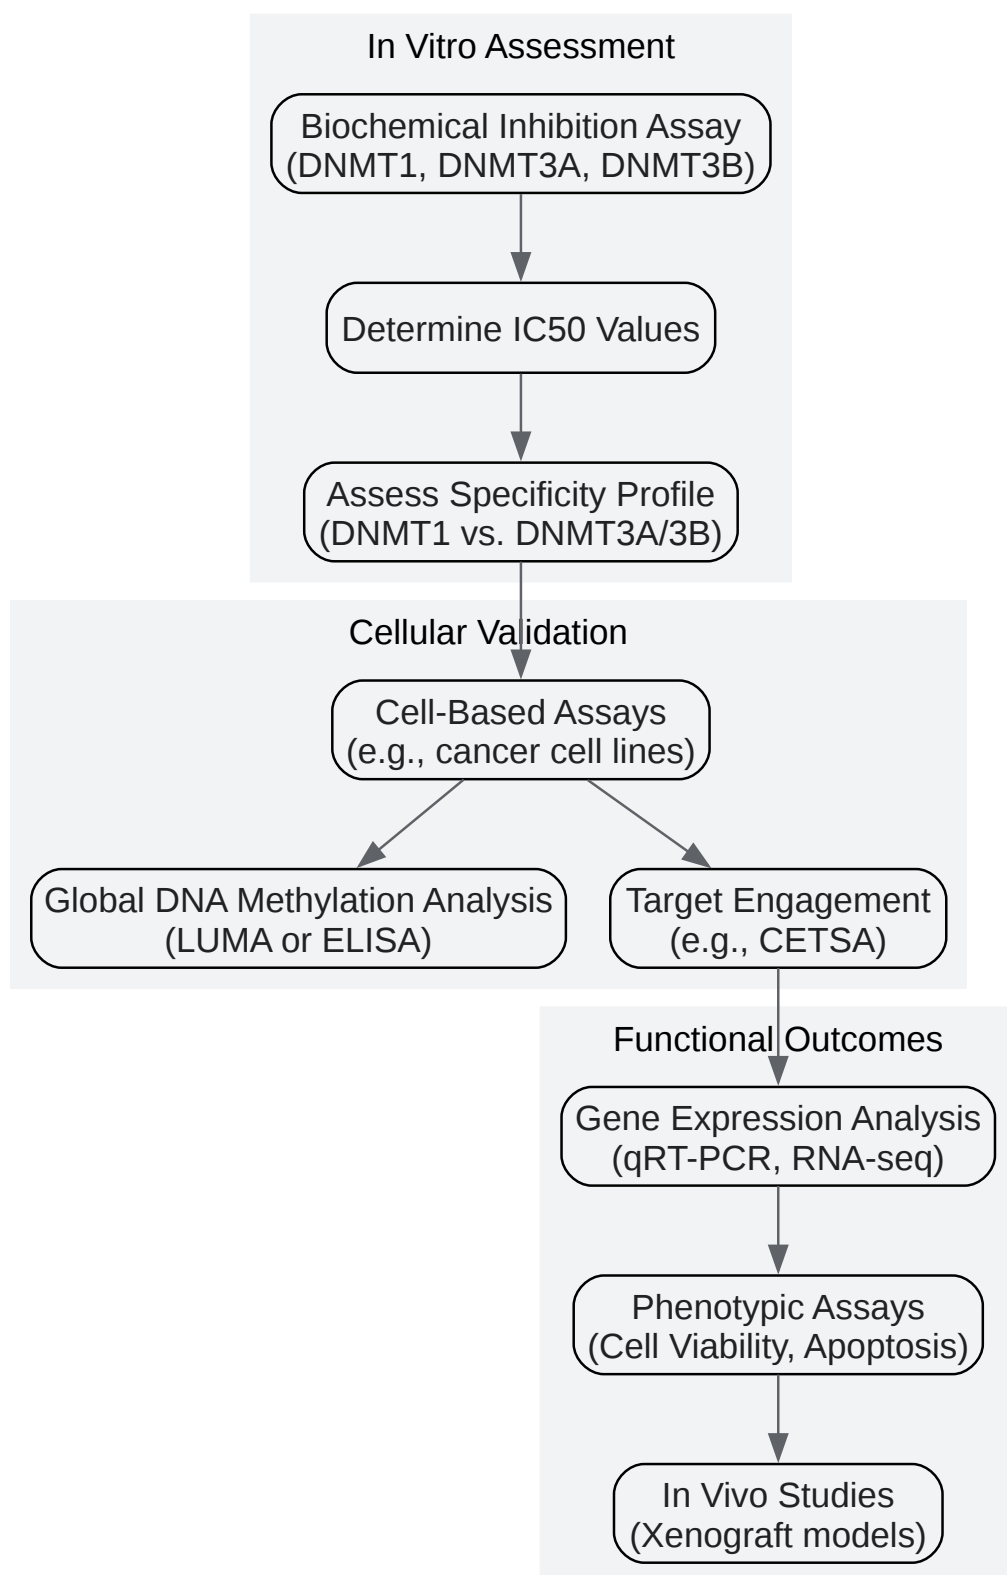 In Vitro Assessment
Biochemical Inhibition Assay
(DNMT1, DNMT3A, DNMT3B)
Determine IC50 Values
Assess Specificity Profile
(DNMT1 vs. DNMT3A/3B)
Cellular Validation
Cell-Based Assays
(e.g., cancer cell lines)
Global DNA Methylation Analysis
(LUMA or ELISA)
Target Engagement
(e.g., CETSA)
Functional Outcomes
Gene Expression Analysis
(qRT-PCR, RNA-seq)
Phenotypic Assays
(Cell Viability, Apoptosis)
In Vivo Studies
(Xenograft models)